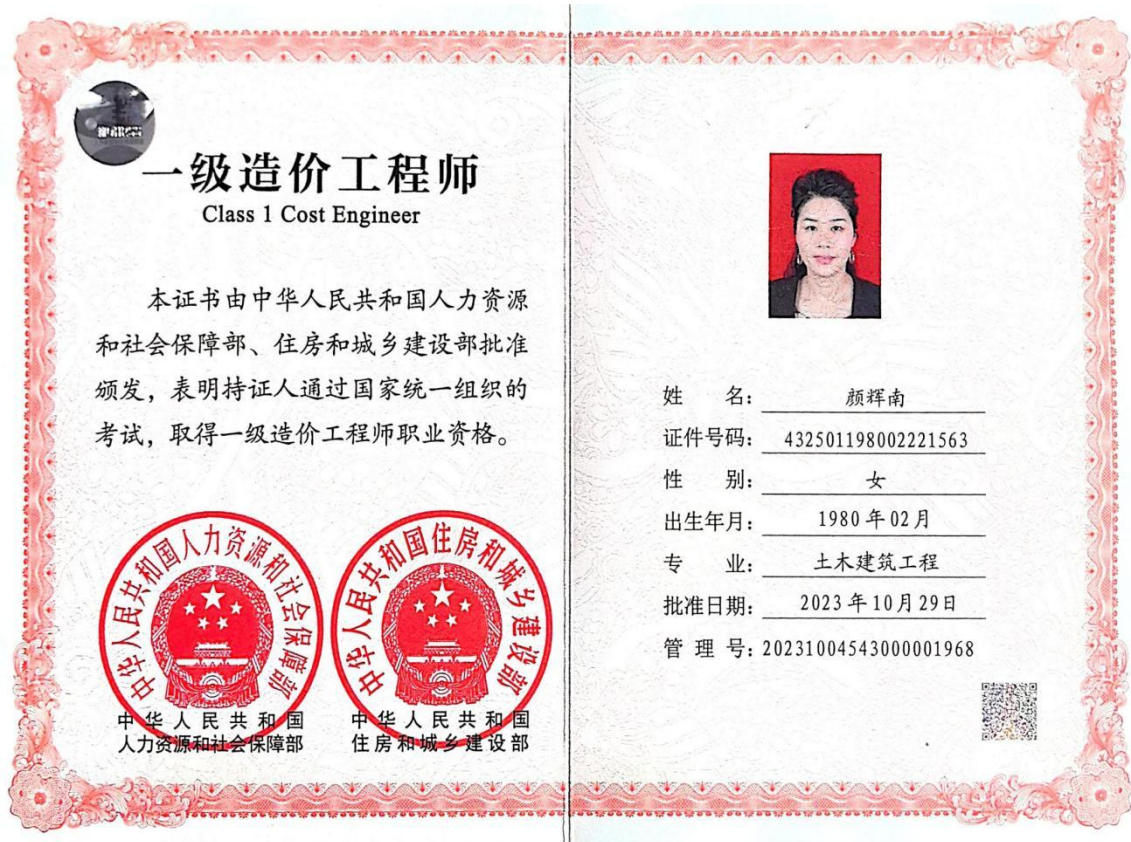 一级造价工程师
Class 1 Cost Engineer
本证书由中华人民共和国人力资源
和社会保障部、住房和城乡建设部批准
颁发，表明持证人通过国家统一组织的
考试，取得一级造价工程师职业资格。
中华人民共和国人力资源和社会保障部
中华人民共和国住房和城乡建设部
中华人民共和国
人力资源和社会保障部
中华人民共和国
住房和城乡建设部
姓 名：颜辉南
证件号码：432501198002221563
性 别：女
出生年月：1980年02月
专 业：土木建筑工程
批准日期：2023年10月29日
管 理 号：20231004543000001968